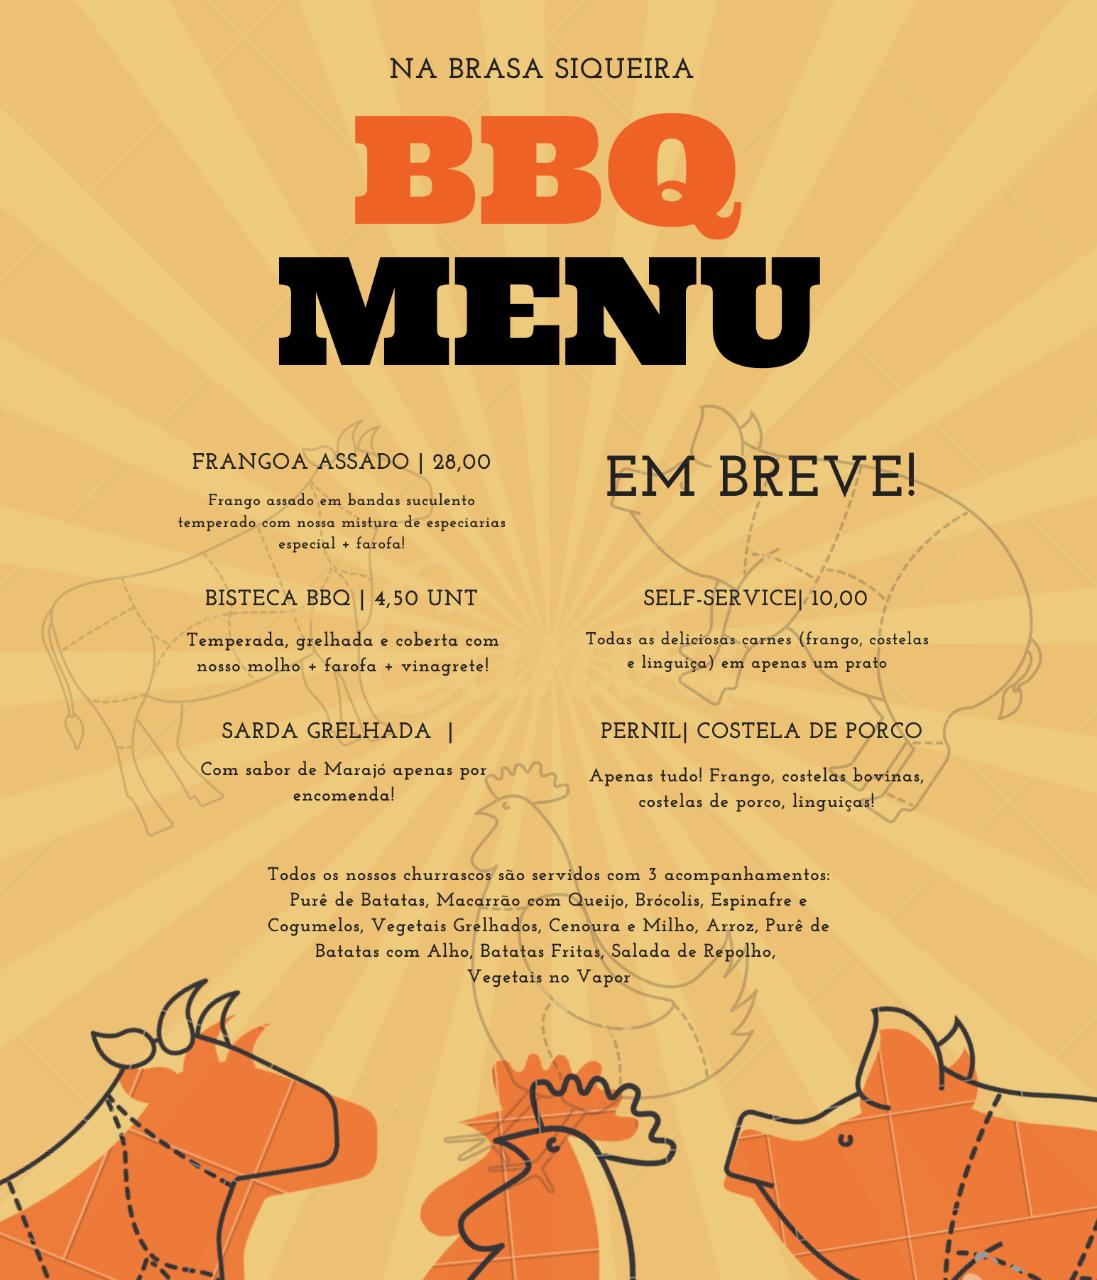 NA BRASA SIQUEIRA
BBQ
MENU
FRANGOA ASSADO | 28,00
Frango assado em bandas suculento
temperado com nossa mistura de especiarias
especial + farofa!
BISTECA BBQ | 4,50 UNT
Temperada, grelhada e coberta com
nosso molho + farofa + vinagrete!
SARDA GRELHADA |
Com sabor de Marajó apenas por
encomenda!
EM BREVE!
SELF-SERVICE| 10,00
Todas as deliciosas carnes (frango, costelas
e linguiça) em apenas um prato
PERNIL| COSTELA DE PORCO
Apenas tudo! Frango, costelas bovinas,
costelas de porco, linguiças!
Todos os nossos churrascos são servidos com 3 acompanhamentos:
Purê de Batatas, Macarrão com Queijo, Brócolis, Espinafre e
Cogumelos, Vegetais Grelhados, Cenoura e Milho, Arroz, Purê de
Batatas com Alho, Batatas Fritas, Salada de Repolho,
Vegetais no Vapor